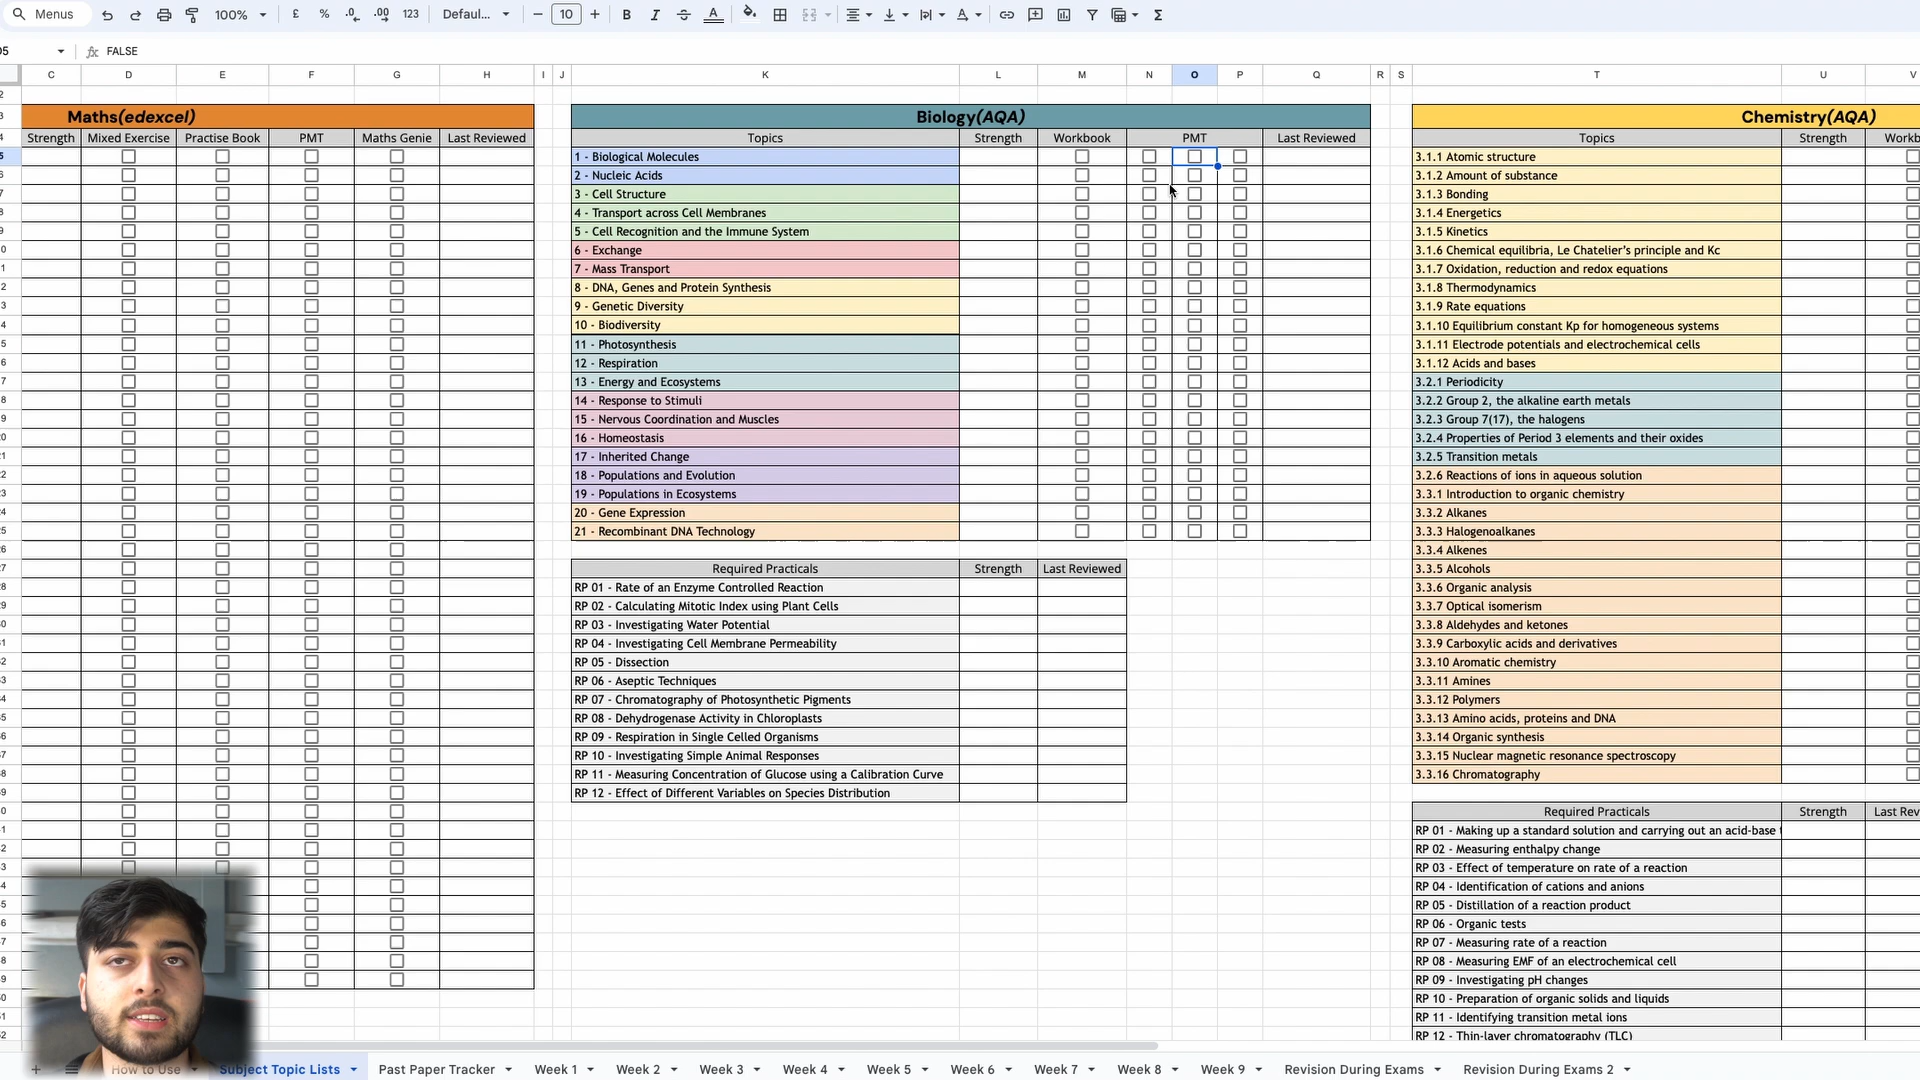 Menus
100%
£
%
.0
.00
123
Defaul...
10
B
I
S
A
Σ
FALSE
C D E F G H I J K L M N O P Q R S T U V
Maths(edexcel)
Strength Mixed Exercise Practise Book PMT Maths Genie Last Reviewed
Biology(AQA)
Topics Strength Workbook PMT Last Reviewed
1 - Biological Molecules
2 - Nucleic Acids
3 - Cell Structure
4 - Transport across Cell Membranes
5 - Cell Recognition and the Immune System
6 - Exchange
7 - Mass Transport
8 - DNA, Genes and Protein Synthesis
9 - Genetic Diversity
10 - Biodiversity
11 - Photosynthesis
12 - Respiration
13 - Energy and Ecosystems
14 - Response to Stimuli
15 - Nervous Coordination and Muscles
16 - Homeostasis
17 - Inherited Change
18 - Populations and Evolution
19 - Populations in Ecosystems
20 - Gene Expression
21 - Recombinant DNA Technology
Required Practicals Strength Last Reviewed
RP 01 - Rate of an Enzyme Controlled Reaction
RP 02 - Calculating Mitotic Index using Plant Cells
RP 03 - Investigating Water Potential
RP 04 - Investigating Cell Membrane Permeability
RP 05 - Dissection
RP 06 - Aseptic Techniques
RP 07 - Chromatography of Photosynthetic Pigments
RP 08 - Dehydrogenase Activity in Chloroplasts
RP 09 - Respiration in Single Celled Organisms
RP 10 - Investigating Simple Animal Responses
RP 11 - Measuring Concentration of Glucose using a Calibration Curve
RP 12 - Effect of Different Variables on Species Distribution
Chemistry(AQA)
Topics Strength Workb
3.1.1 Atomic structure
3.1.2 Amount of substance
3.1.3 Bonding
3.1.4 Energetics
3.1.5 Kinetics
3.1.6 Chemical equilibria, Le Chatelier's principle and Kc
3.1.7 Oxidation, reduction and redox equations
3.1.8 Thermodynamics
3.1.9 Rate equations
3.1.10 Equilibrium constant Kp for homogeneous systems
3.1.11 Electrode potentials and electrochemical cells
3.1.12 Acids and bases
3.2.1 Periodicity
3.2.2 Group 2, the alkaline earth metals
3.2.3 Group 7(17), the halogens
3.2.4 Properties of Period 3 elements and their oxides
3.2.5 Transition metals
3.2.6 Reactions of ions in aqueous solution
3.3.1 Introduction to organic chemistry
3.3.2 Alkanes
3.3.3 Halogenoalkanes
3.3.4 Alkenes
3.3.5 Alcohols
3.3.6 Organic analysis
3.3.7 Optical isomerism
3.3.8 Aldehydes and ketones
3.3.9 Carboxylic acids and derivatives
3.3.10 Aromatic chemistry
3.3.11 Amines
3.3.12 Polymers
3.3.13 Amino acids, proteins and DNA
3.3.14 Organic synthesis
3.3.15 Nuclear magnetic resonance spectroscopy
3.3.16 Chromatography
Required Practicals Strength Last Rev
RP 01 - Making up a standard solution and carrying out an acid-base
RP 02 - Measuring enthalpy change
RP 03 - Effect of temperature on rate of a reaction
RP 04 - Identification of cations and anions
RP 05 - Distillation of a reaction product
RP 06 - Organic tests
RP 07 - Measuring rate of a reaction
RP 08 - Measuring EMF of an electrochemical cell
RP 09 - Investigating pH changes
RP 10 - Preparation of organic solids and liquids
RP 11 - Identifying transition metal ions
RP 12 - Thin-layer chromatography (TLC)
How to Use Subject Topic Lists Past Paper Tracker Week 1 Week 2 Week 3 Week 4 Week 5 Week 6 Week 7 Week 8 Week 9 Revision During Exams Revision During Exams 2